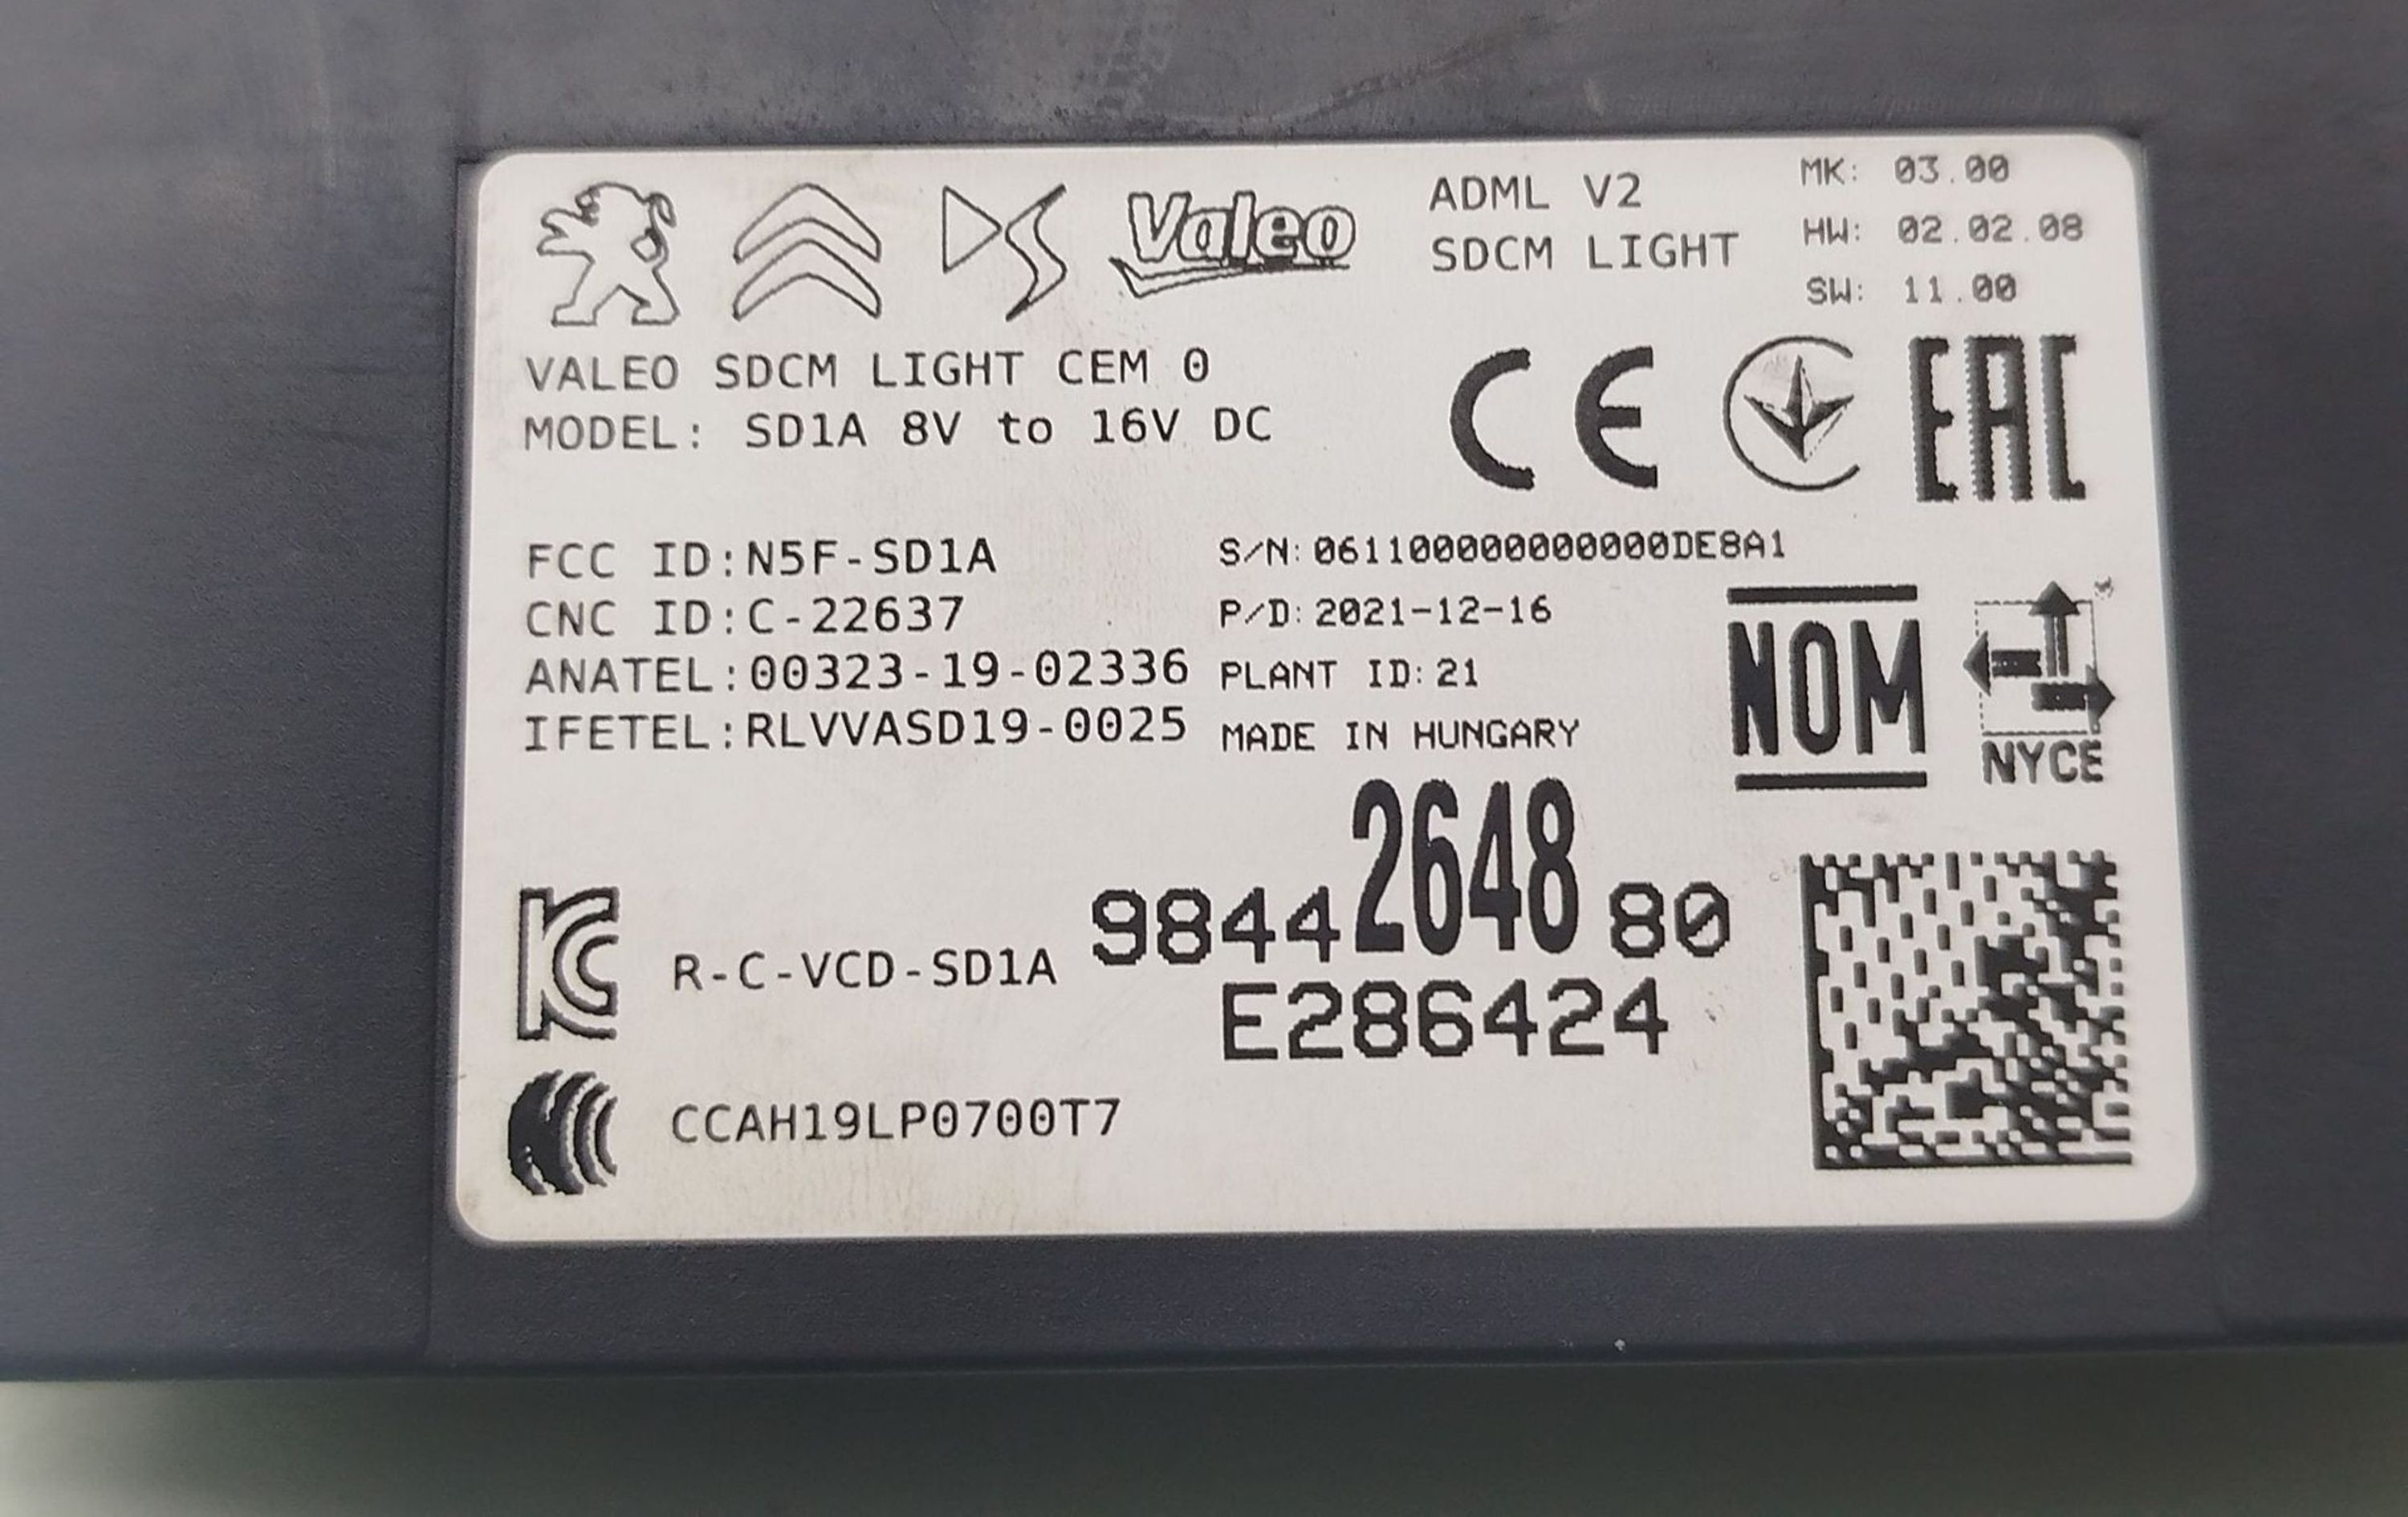 Valeo
ADML V2
SDCM LIGHT
MK: 03.00
HW: 02.02.08
SW: 11.00
VALEO SDCM LIGHT CEM 0
MODEL: SD1A 8V to 16V DC
CE
EAC
FCC ID:N5F-SD1A
CNC ID:C-22637
ANATEL:00323-19-02336
IFETEL:RLVVASD19-0025
S/N:061100000000000DE8A1
P/D:2021-12-16
PLANT ID:21
MADE IN HUNGARY
NOM
NYCE
9844264880
E286424
R-C-VCD-SD1A
CCAH19LP0700T7